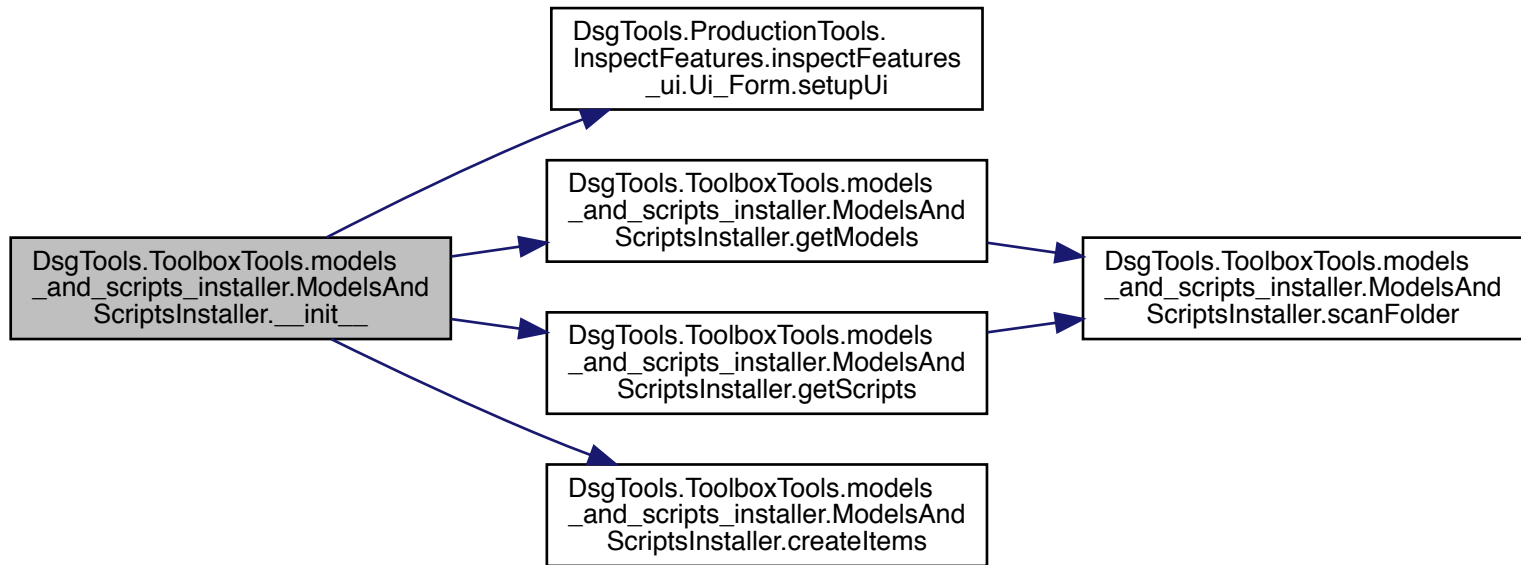 DsgTools.ProductionTools.
InspectFeatures.inspectFeatures
_ui.Ui_Form.setupUi
DsgTools.ToolboxTools.models
_and_scripts_installer.ModelsAnd
ScriptsInstaller.getModels
DsgTools.ToolboxTools.models
_and_scripts_installer.ModelsAnd
ScriptsInstaller.__init__
DsgTools.ToolboxTools.models
_and_scripts_installer.ModelsAnd
ScriptsInstaller.scanFolder
DsgTools.ToolboxTools.models
_and_scripts_installer.ModelsAnd
ScriptsInstaller.getScripts
DsgTools.ToolboxTools.models
_and_scripts_installer.ModelsAnd
ScriptsInstaller.createItems